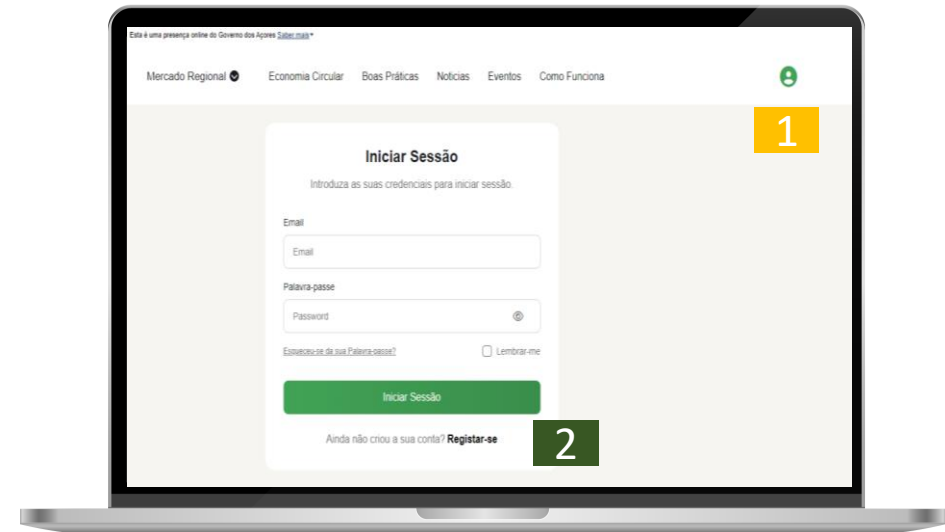 Esta é uma presença online do Governo dos Açores Saber mais
Mercado Regional Economia Circular Boas Práticas Noticias Eventos Como Funciona
1
Iniciar Sessão
Introduza as suas credenciais para iniciar sessão.
Email
Email
Palavra-passe
Password
Esqueceu-se da sua Palavra-passe? Lembrar-me
Iniciar Sessão
Ainda não criou a sua conta? Registar-se
2